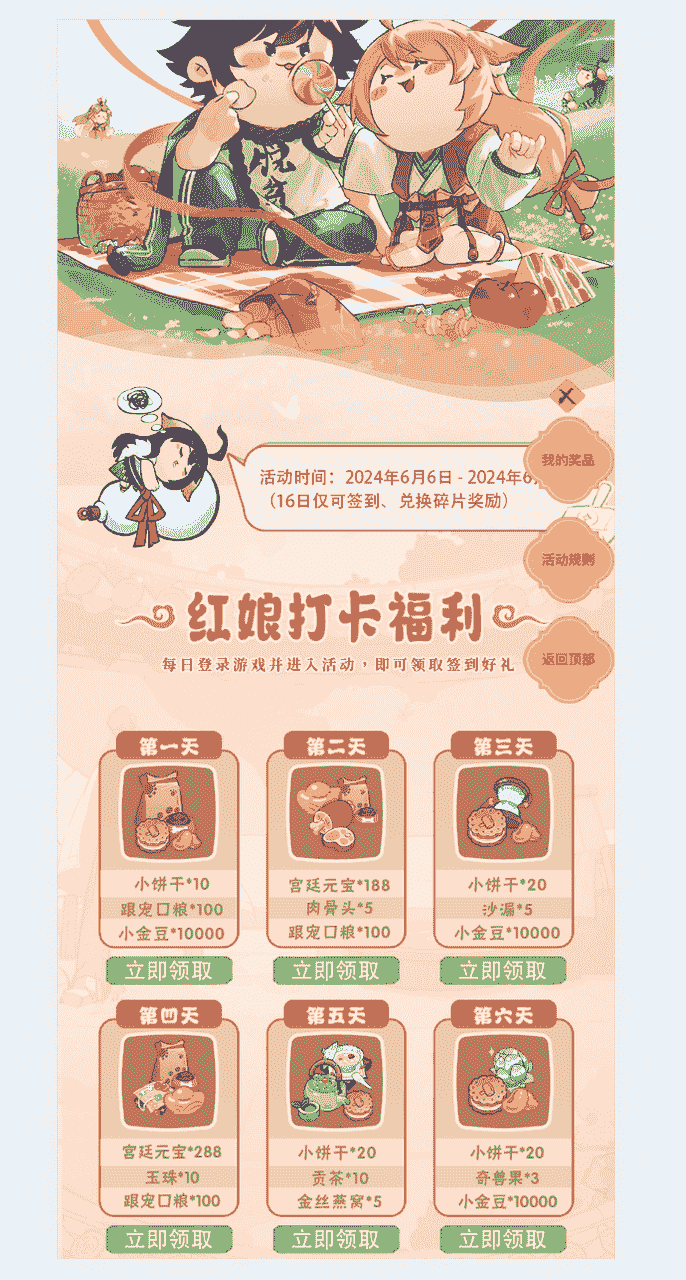 脱
贫
活动时间：2024年6月6日 - 2024年6
（16日仅可签到、兑换碎片奖励）
我的奖品
活动规则
返回顶部
红娘打卡福利
每日登录游戏并进入活动，即可领取签到好礼
第一天
小饼干*10
跟宠口粮*100
小金豆*10000
立即领取
第二天
宫廷元宝*188
肉骨头*5
跟宠口粮*100
立即领取
第三天
小饼干*20
沙漏*5
小金豆*10000
立即领取
第四天
宫廷元宝*288
玉珠*10
跟宠口粮*100
立即领取
第五天
小饼干*20
贡茶*10
金丝燕窝*5
立即领取
第六天
小饼干*20
奇兽果*3
小金豆*10000
立即领取